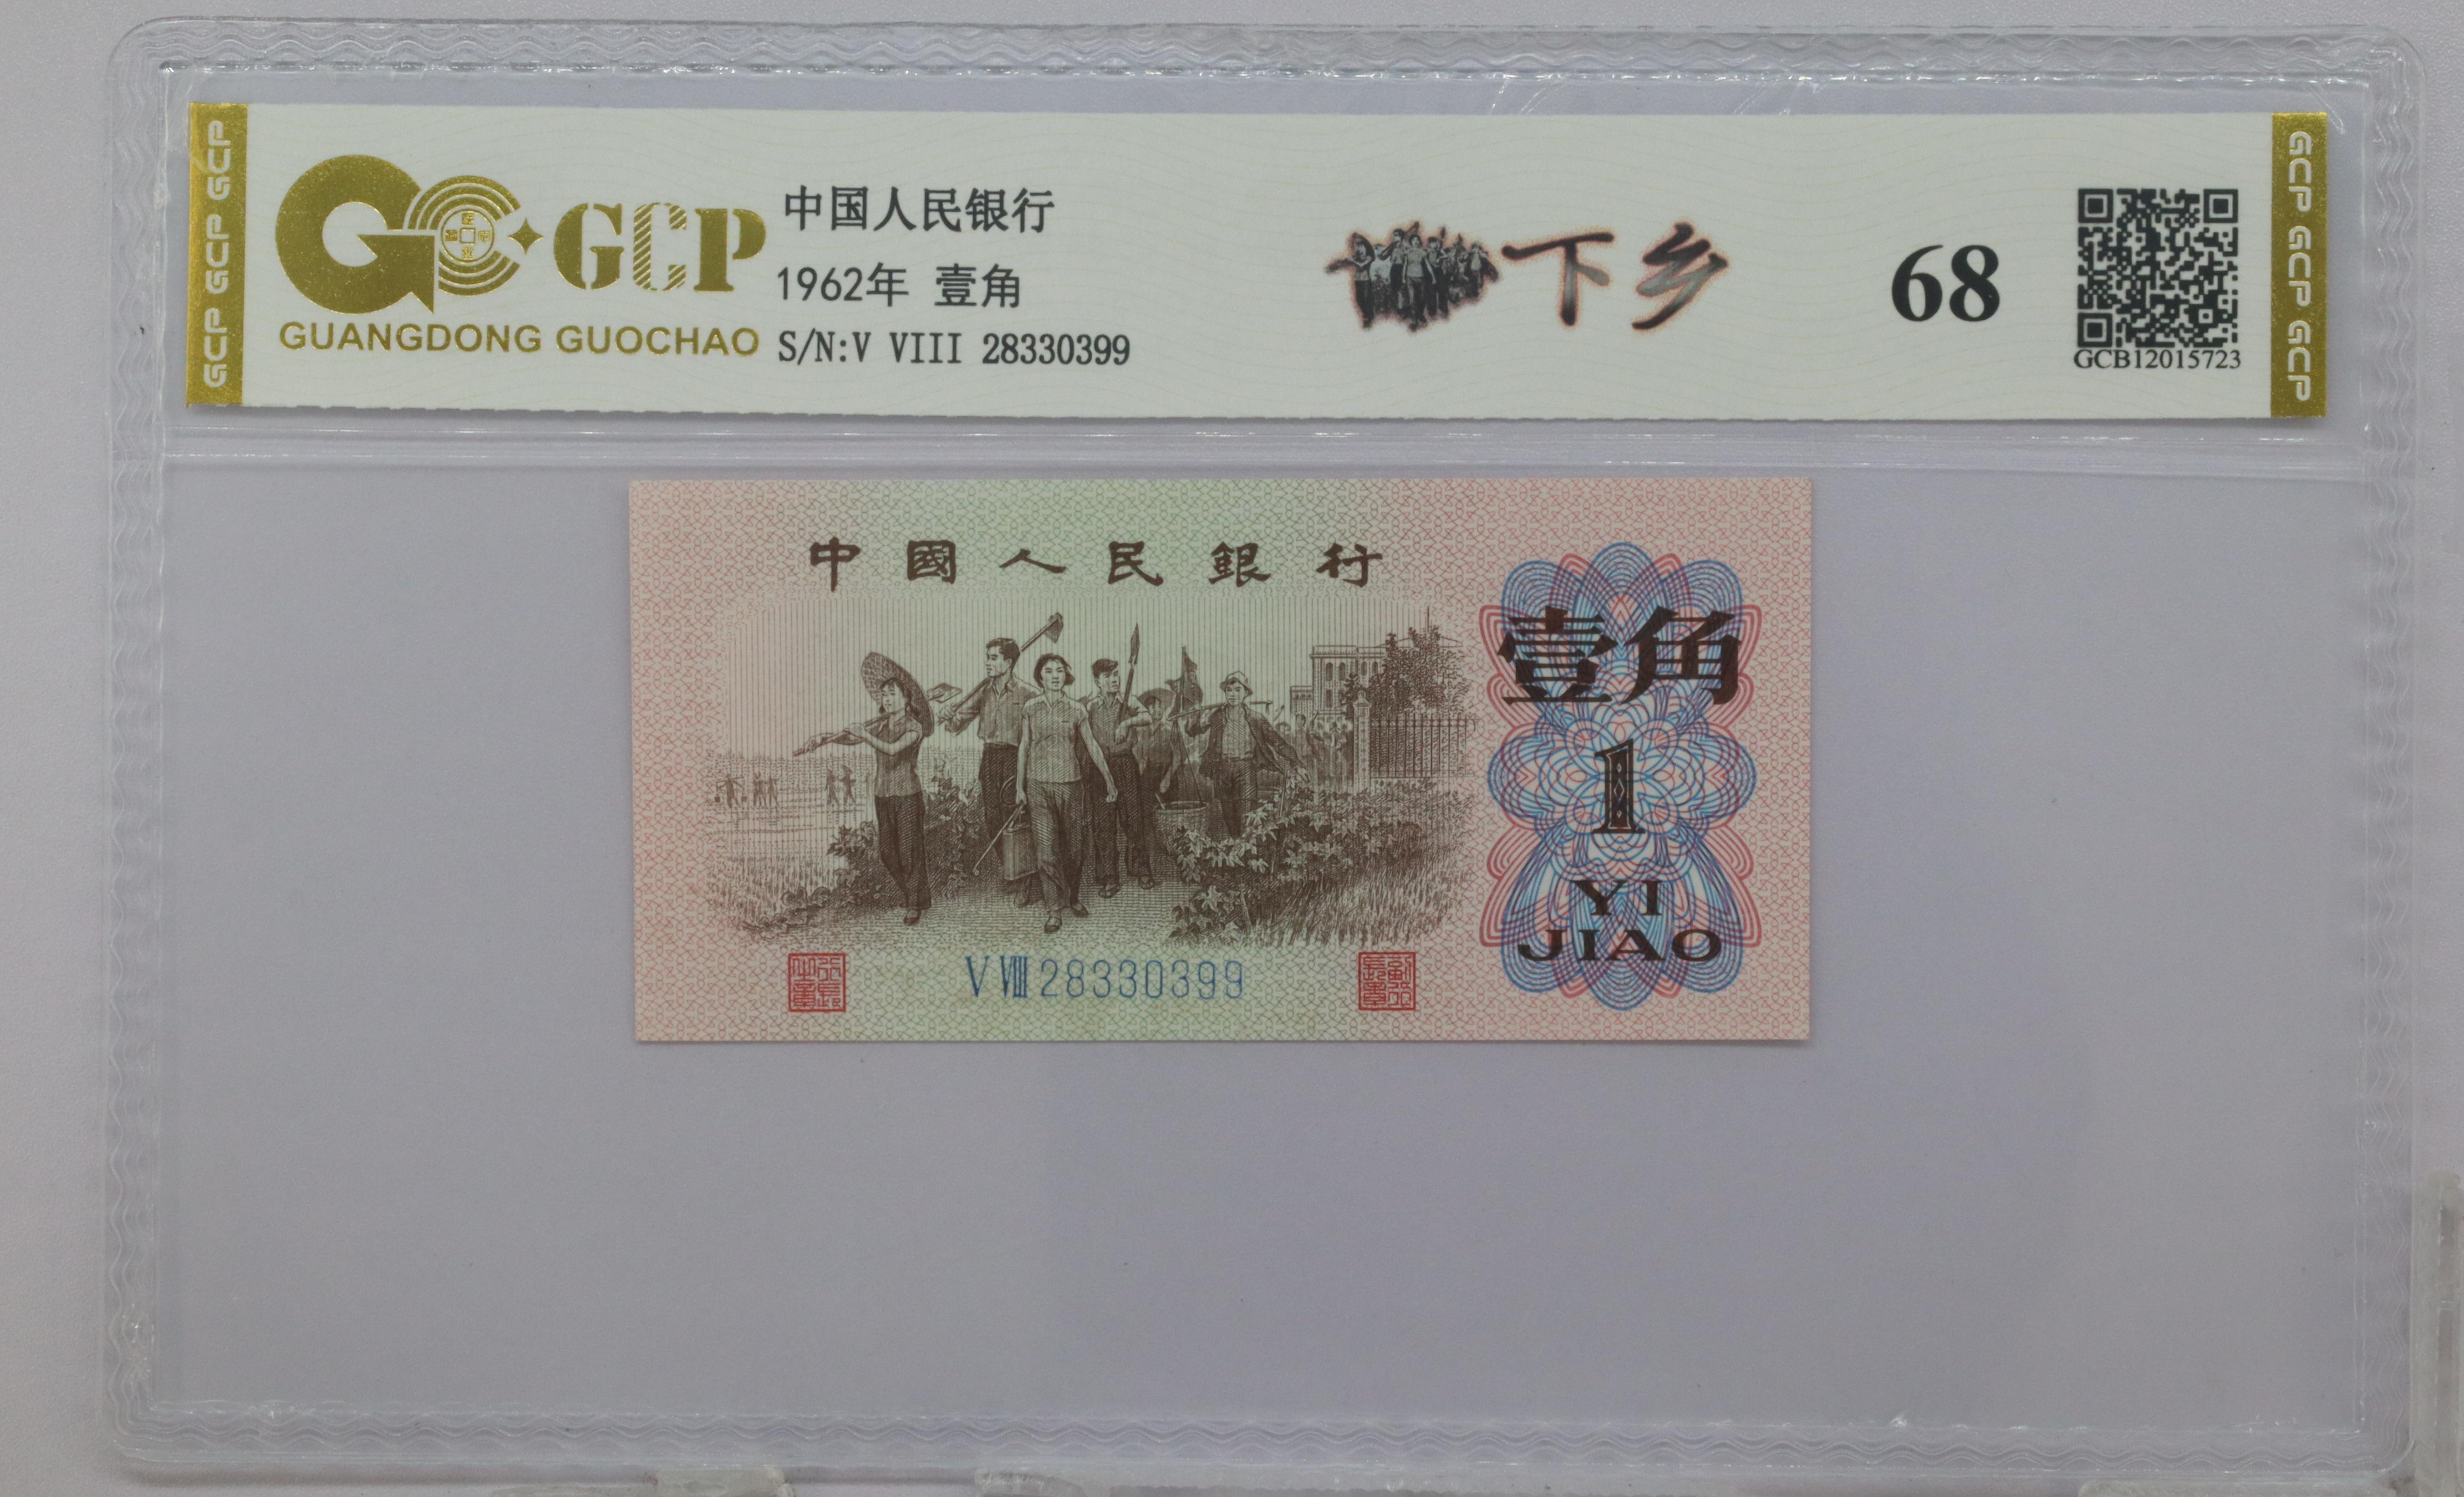 GCP GCP GCP
GCP
GUANGDONG GUOCHAO
中国人民银行
1962年 壹角
S/N:V VIII 28330399
下乡
68
GCB12015723
GCP GCP GCP
中國人民銀行
壹角
1
YI
JIAO
V VIII 28330399